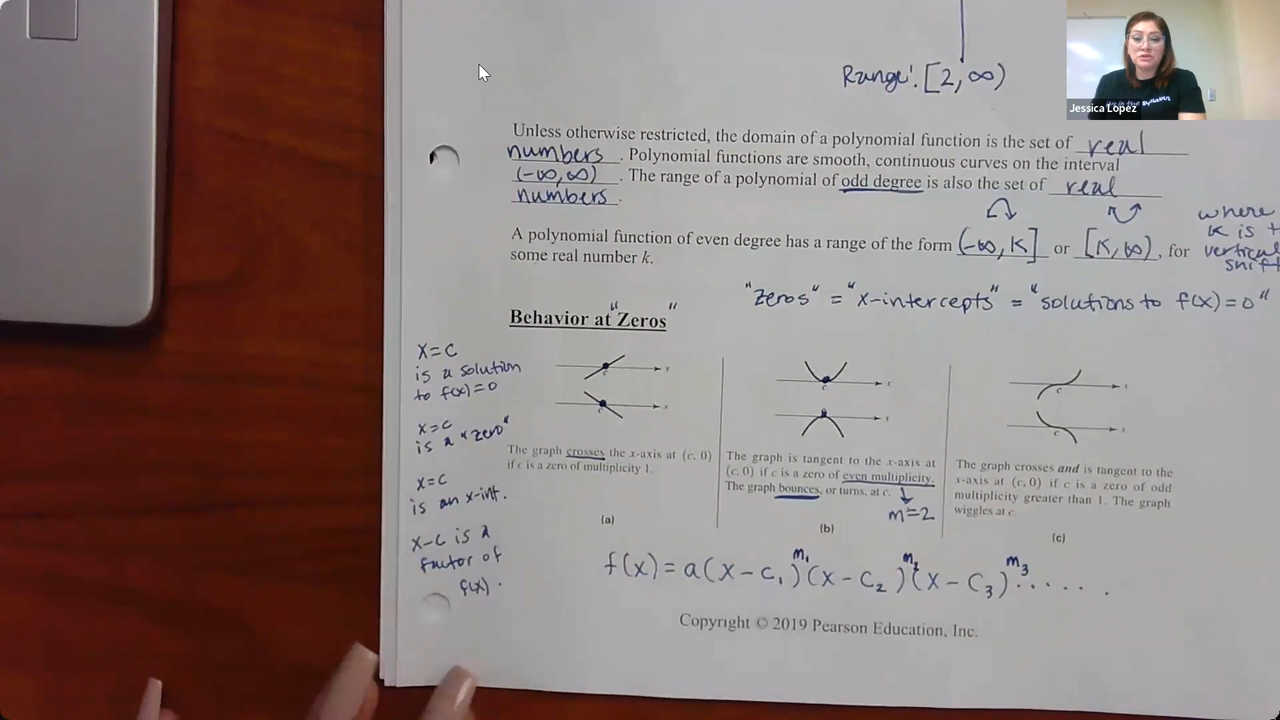 Range: [2, ∞)
Jessica Lopez
Unless otherwise restricted, the domain of a polynomial function is the set of real
numbers. Polynomial functions are smooth, continuous curves on the interval
(-∞, ∞). The range of a polynomial of odd degree is also the set of real
numbers.
where
K is
vertical
shift
A polynomial function of even degree has a range of the form (-∞, K] or [K, ∞), for
some real number k.
"Zeros" = "x-intercepts" = "solutions to f(x) = 0"
Behavior at "Zeros"
x = c
is a solution
to f(x) = 0
x = c
is a "zero"
x = c
is an x-int.
x - c is a
factor of
f(x).
c x
c x
The graph crosses the x-axis at (c, 0)
if c is a zero of multiplicity 1.
(a)
c x
c x
The graph is tangent to the x-axis at
(c, 0) if c is a zero of even multiplicity.
The graph bounces, or turns, at c.
↓
m = 2
(b)
c x
c x
The graph crosses and is tangent to the
x-axis at (c, 0) if c is a zero of odd
multiplicity greater than 1. The graph
wiggles at c.
(c)
f(x) = a(x - c₁)^m₁ (x - c₂)^m₂ (x - c₃)^m₃ ......
Copyright © 2019 Pearson Education, Inc.